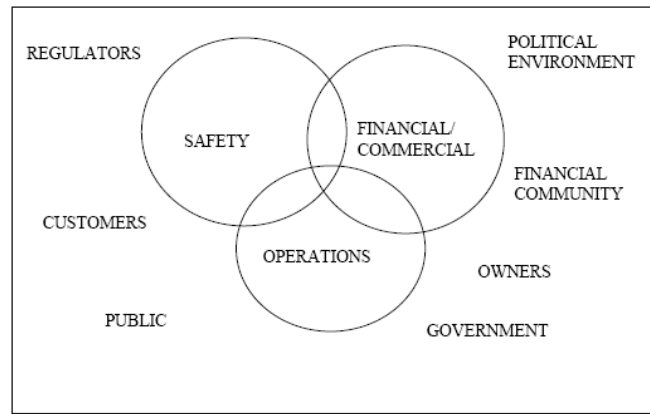 REGULATORS
POLITICAL
ENVIRONMENT
SAFETY
FINANCIAL/
COMMERCIAL
FINANCIAL
COMMUNITY
CUSTOMERS
OPERATIONS
OWNERS
PUBLIC
GOVERNMENT